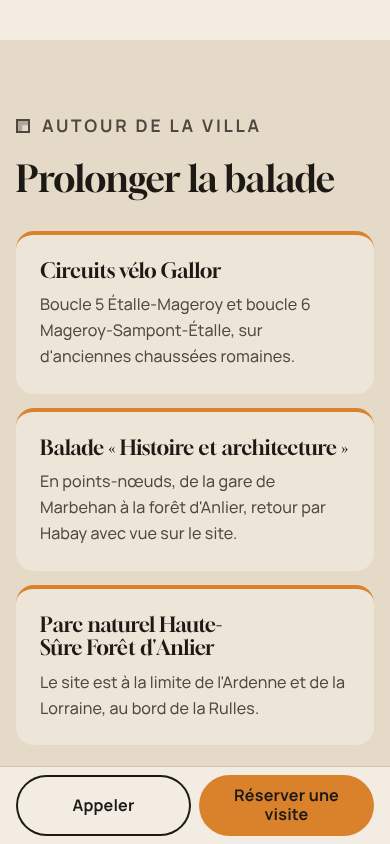 AUTOUR DE LA VILLA
Prolonger la balade
Circuits vélo Gallor
Boucle 5 Étalle-Mageroy et boucle 6
Mageroy-Sampont-Étalle, sur
d'anciennes chaussées romaines.
Balade « Histoire et architecture »
En points-nœuds, de la gare de
Marbehan à la forêt d'Anlier, retour par
Habay avec vue sur le site.
Parc naturel Haute-
Sûre Forêt d'Anlier
Le site est à la limite de l'Ardenne et de la
Lorraine, au bord de la Rulles.
Appeler
Réserver une
visite